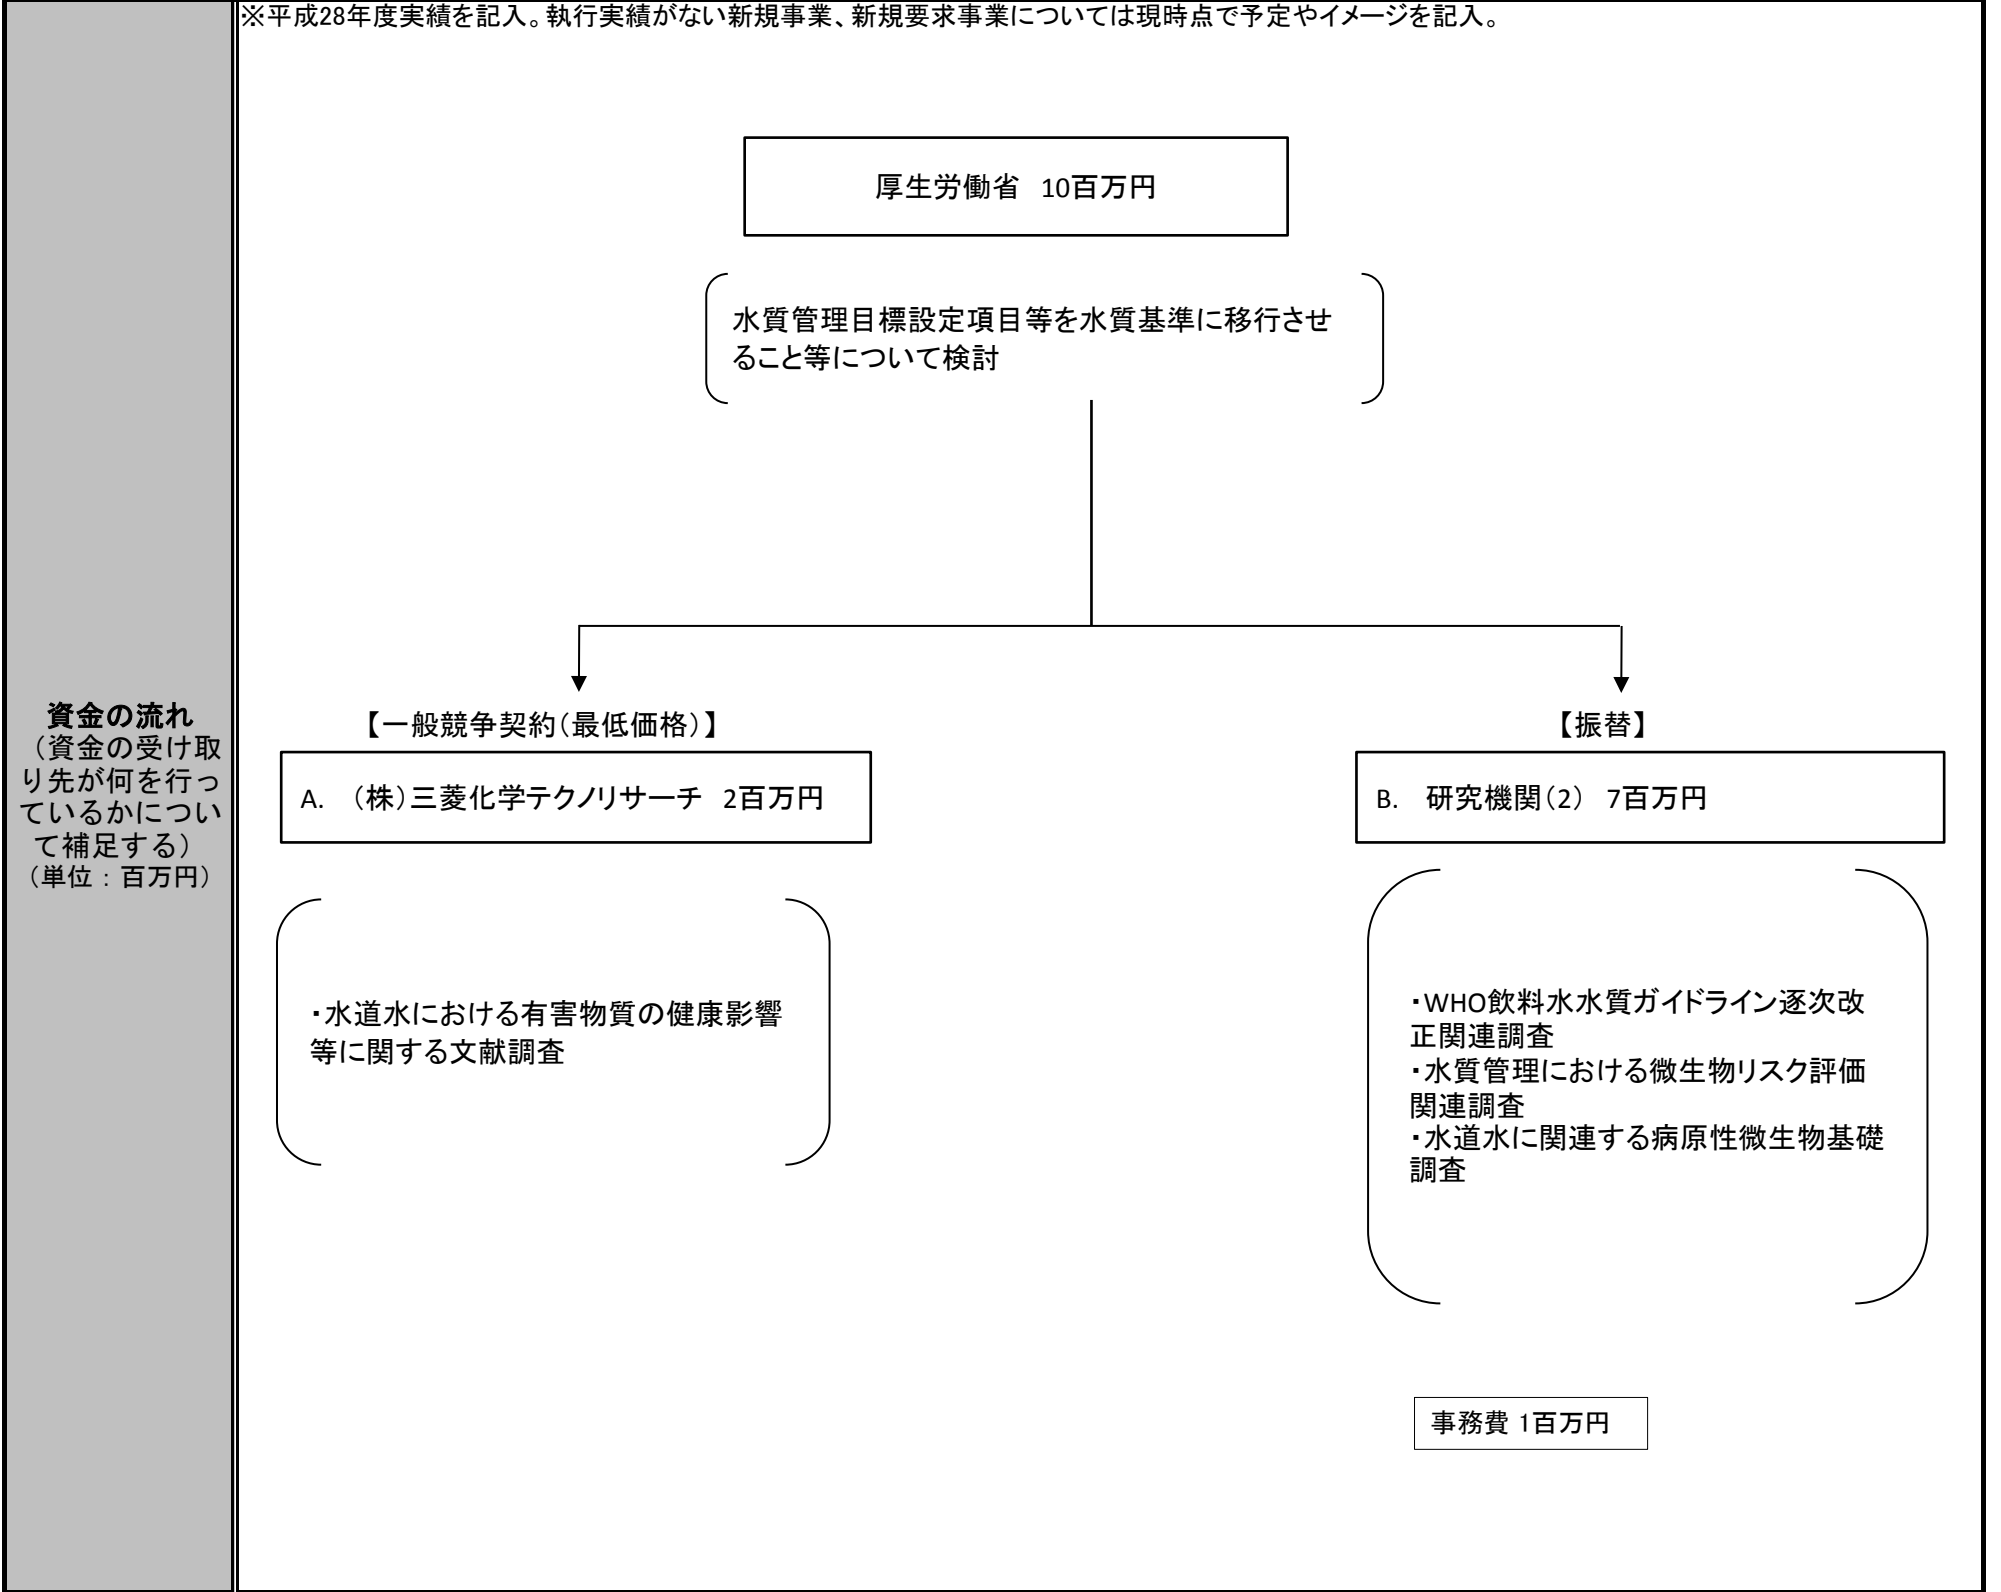 ※平成28年度実績を記入。執行実績がない新規事業、新規要求事業については現時点で予定やイメージを記入。
厚生労働省　10百万円
水質管理目標設定項目等を水質基準に移行させ
ること等について検討
資金の流れ
（資金の受け取
り先が何を行っ
ているかについ
て補足する）
（単位：百万円）
【一般競争契約（最低価格）】
A.　（株）三菱化学テクノリサーチ　2百万円
・水道水における有害物質の健康影響
等に関する文献調査
【振替】
B.　研究機関（2）　7百万円
・WHO飲料水水質ガイドライン逐次改
正関連調査
・水質管理における微生物リスク評価
関連調査
・水道水に関連する病原性微生物基礎
調査
事務費 1百万円